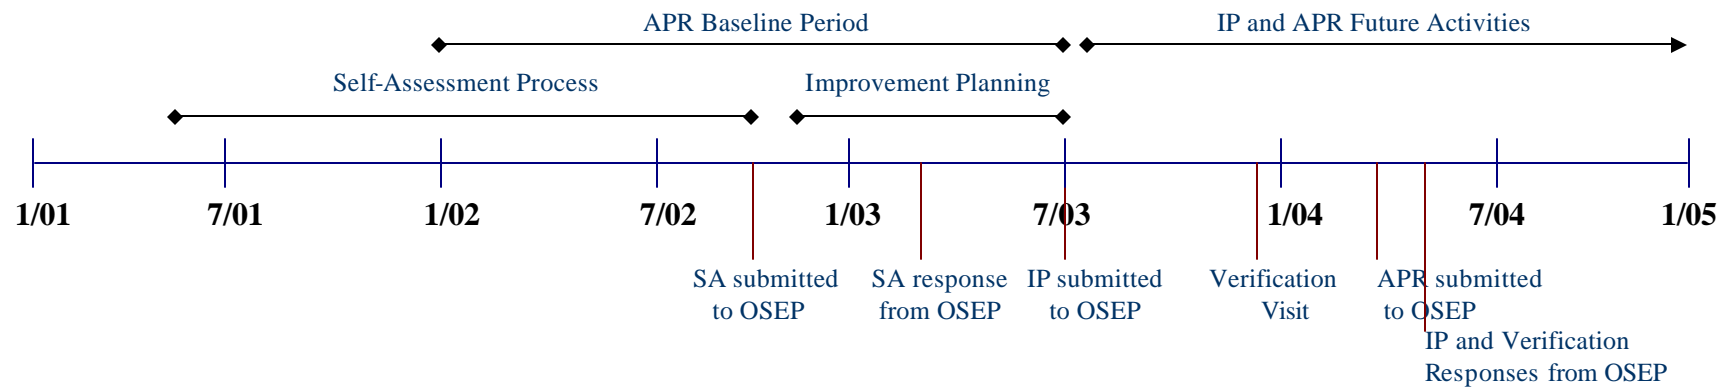 APR Baseline Period
IP and APR Future Activities
Self-Assessment Process
Improvement Planning
1/01
7/01
1/02
7/02
1/03
7/03
1/04
7/04
1/05
SA submitted
to OSEP
SA response
from OSEP
IP submitted
to OSEP
Verification
Visit
APR submitted
to OSEP
IP and Verification
Responses from OSEP